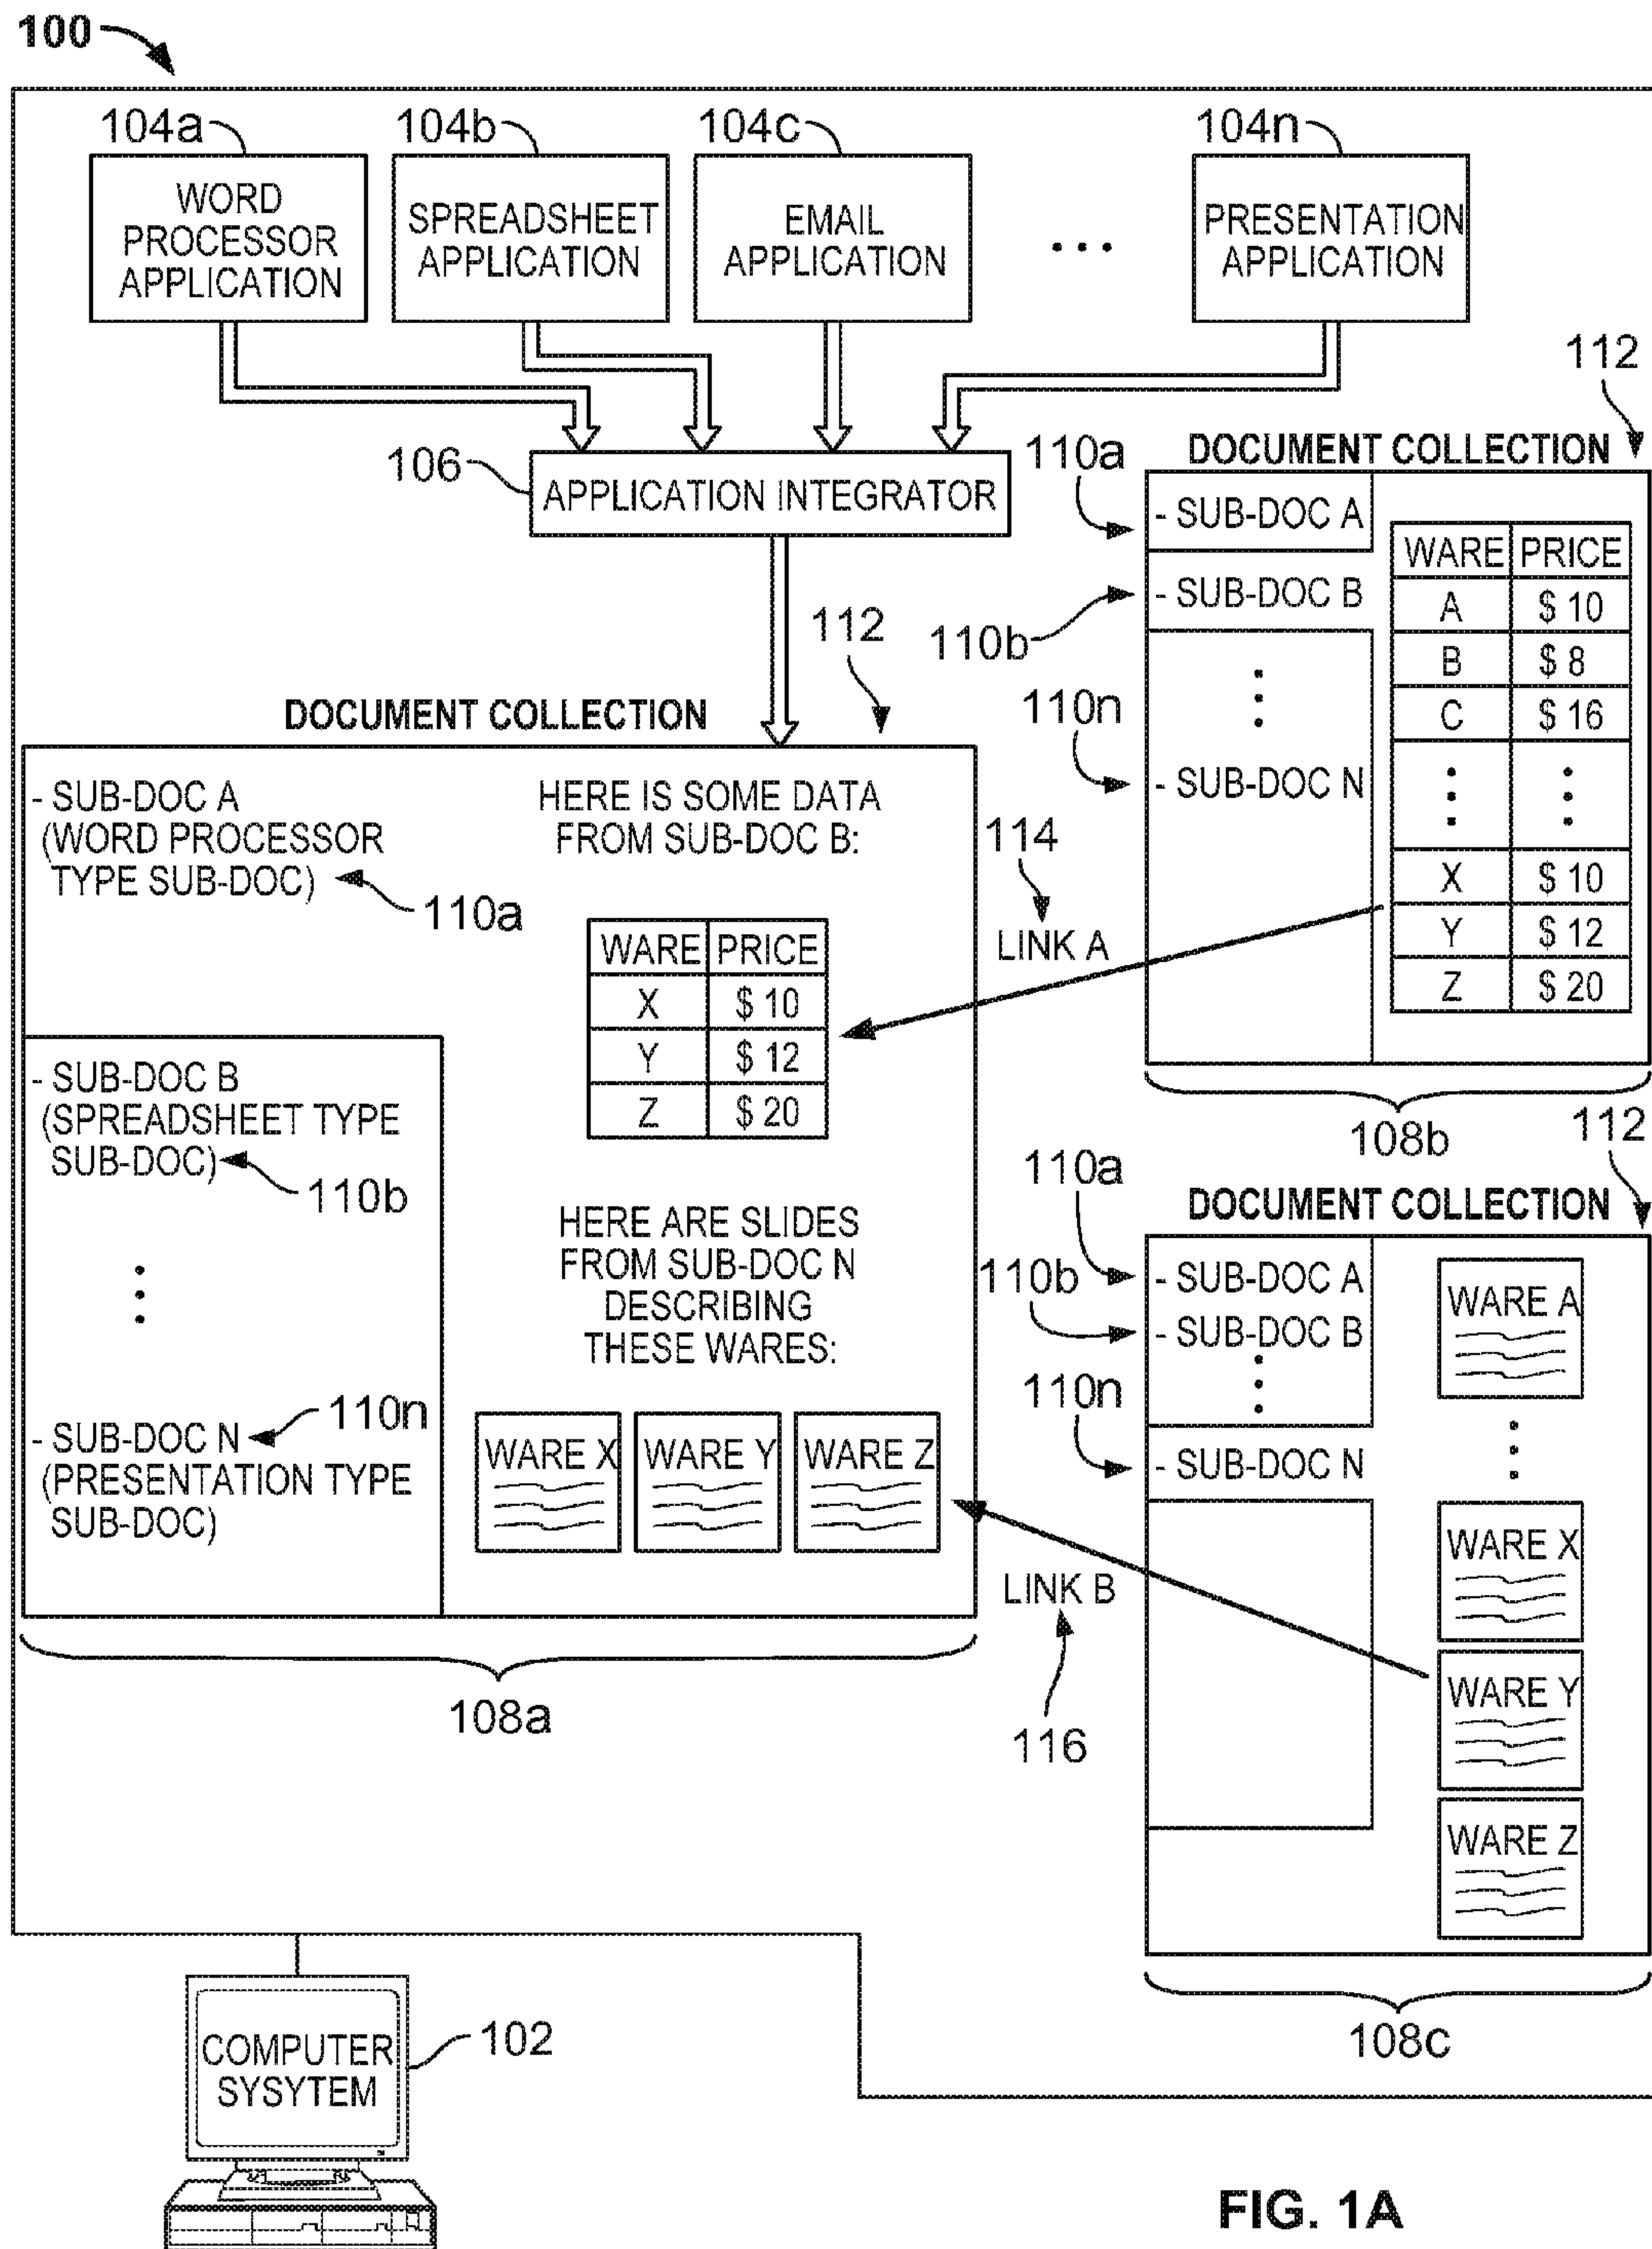 100
104a
104b
104c
104n
WORD
PROCESSOR
APPLICATION
SPREADSHEET
APPLICATION
EMAIL
APPLICATION
• • •
PRESENTATION
APPLICATION
106
APPLICATION INTEGRATOR
112
DOCUMENT COLLECTION
110a
- SUB-DOC A
110b
- SUB-DOC B
110n
- SUB-DOC N
WARE PRICE
A $ 10
B $ 8
C $ 16
X $ 10
Y $ 12
Z $ 20
108b
112
DOCUMENT COLLECTION
- SUB-DOC A
(WORD PROCESSOR
TYPE SUB-DOC)
110a
- SUB-DOC B
(SPREADSHEET TYPE
SUB-DOC)
110b
- SUB-DOC N
(PRESENTATION TYPE
SUB-DOC)
110n
HERE IS SOME DATA
FROM SUB-DOC B:
WARE PRICE
X $ 10
Y $ 12
Z $ 20
HERE ARE SLIDES
FROM SUB-DOC N
DESCRIBING
THESE WARES:
WARE X WARE Y WARE Z
108a
114
LINK A
LINK B
116
112
DOCUMENT COLLECTION
110a
- SUB-DOC A
110b
- SUB-DOC B
110n
- SUB-DOC N
WARE A
WARE X
WARE Y
WARE Z
108c
COMPUTER
SYSYTEM
102
FIG. 1A